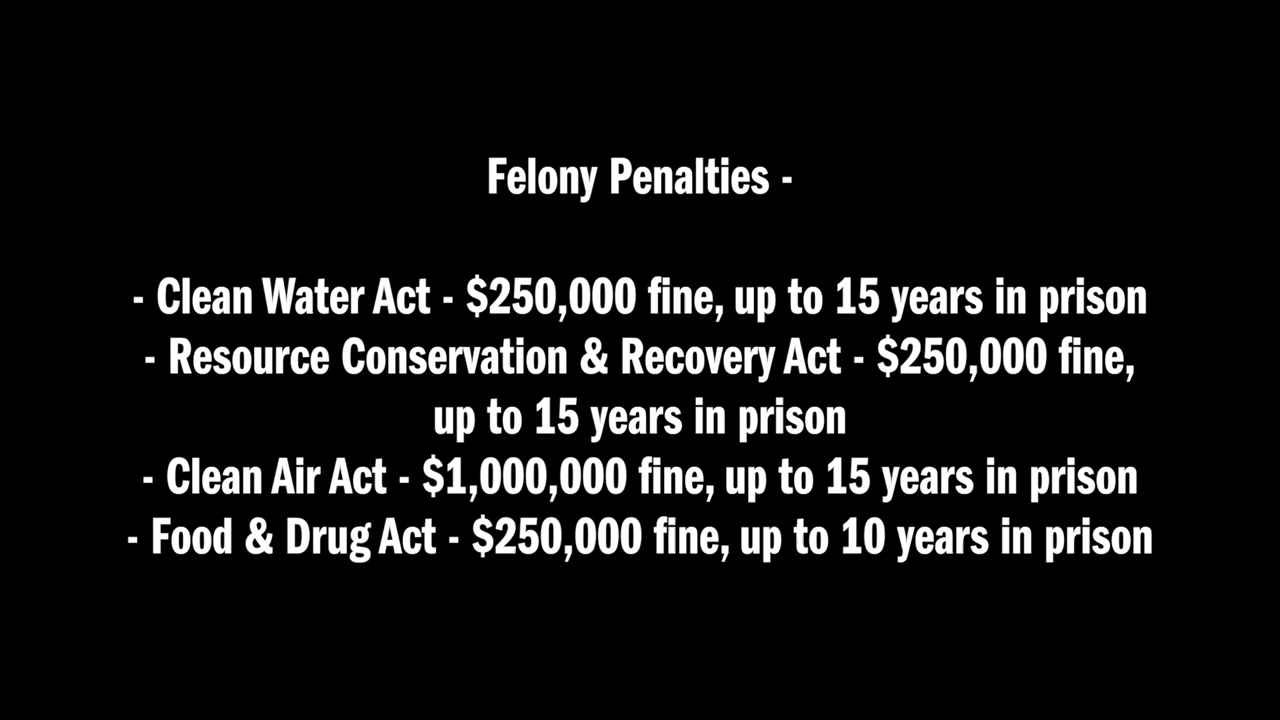 Felony Penalties -
- Clean Water Act - $250,000 fine, up to 15 years in prison
- Resource Conservation & Recovery Act - $250,000 fine,
up to 15 years in prison
- Clean Air Act - $1,000,000 fine, up to 15 years in prison
- Food & Drug Act - $250,000 fine, up to 10 years in prison